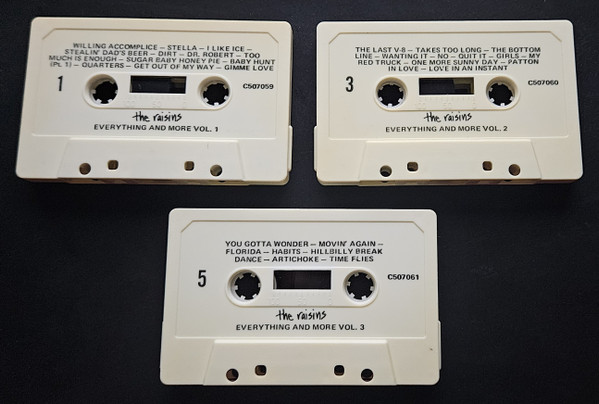 WILLING ACCOMPLICE – STELLA – I LIKE ICE –
STEALIN' DAD'S BEER – DIRT – DR. ROBERT – TOO
MUCH IS ENOUGH – SUGAR BABY HONEY PIE – BABY HUNT
(Pt. 1) – QUARTERS – GET OUT OF MY WAY – GIMME LOVE
1
C507059
the raisins
EVERYTHING AND MORE VOL. 1
THE LAST V-8 – TAKES TOO LONG – THE BOTTOM
LINE – WANTING IT – NO – QUIT IT – GIRLS – MY
RED TRUCK – ONE MORE SUNNY DAY – PATTON
IN LOVE – LOVE IN AN INSTANT
3
C507060
the raisins
EVERYTHING AND MORE VOL. 2
YOU GOTTA WONDER – MOVIN' AGAIN –
FLORIDA – HABITS – HILLBILLY BREAK
DANCE – ARTICHOKE – TIME FLIES
5
C507061
the raisins
EVERYTHING AND MORE VOL. 3